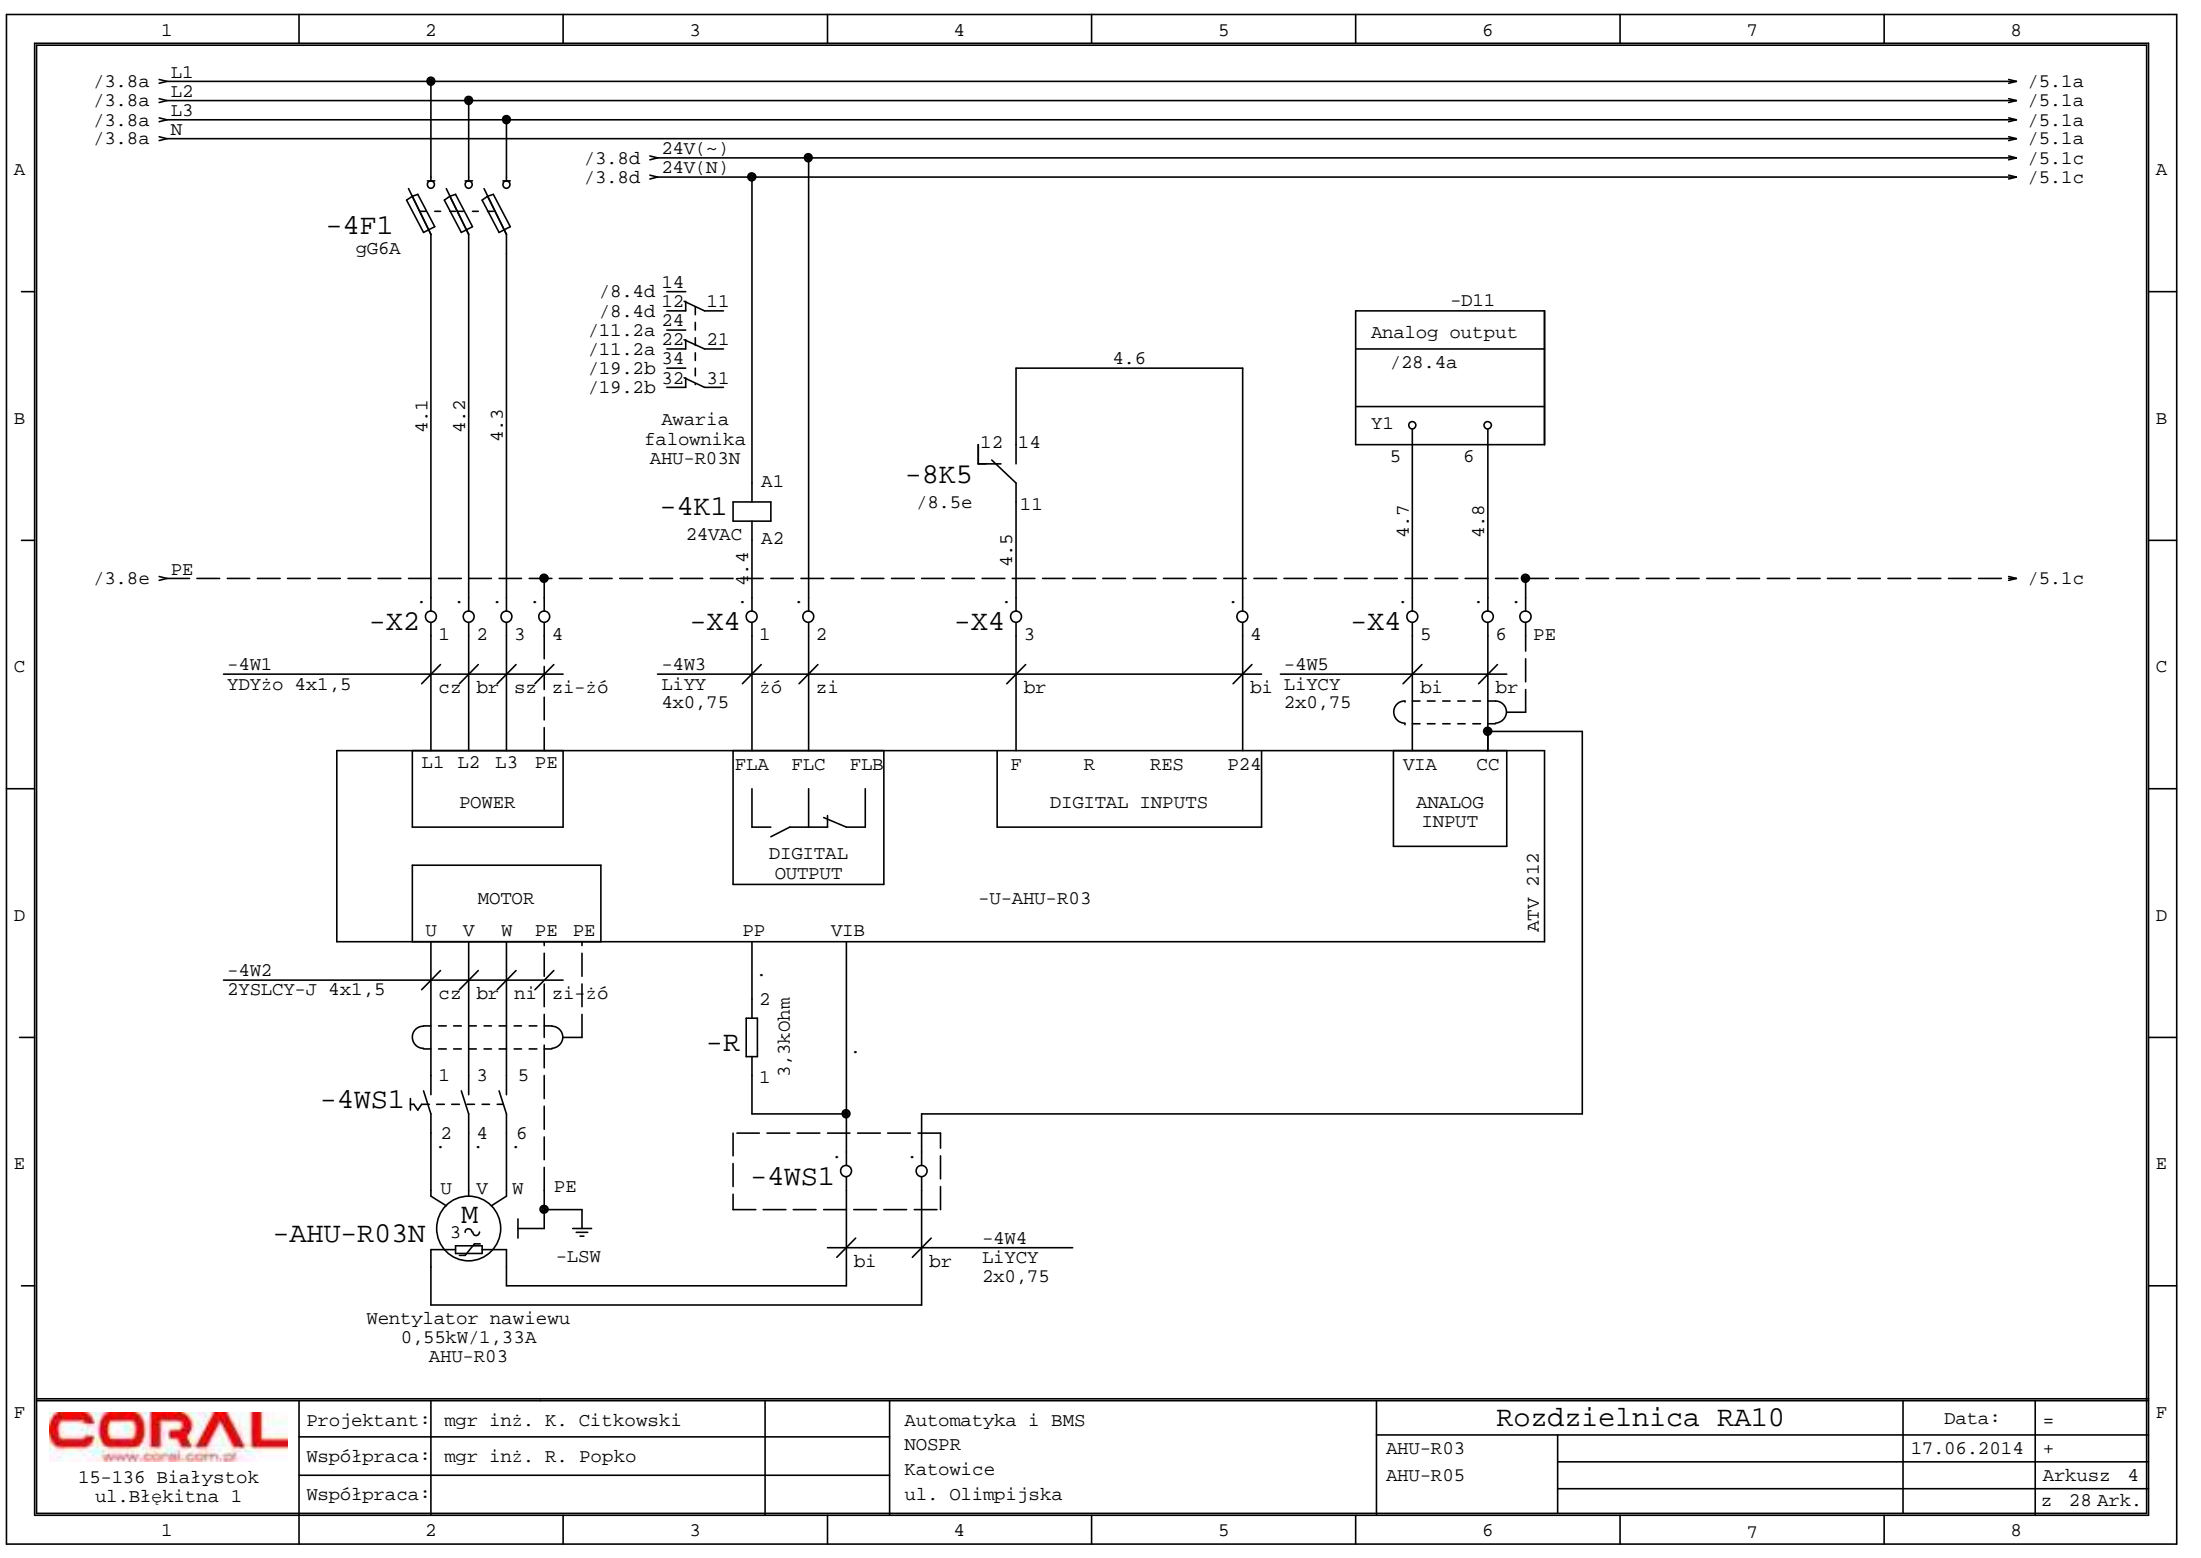 1 2 3 4 5 6 7 8
/3.8a L1 /5.1a
/3.8a L2 /5.1a
/3.8a L3 /5.1a
/3.8a N /5.1a
/3.8d 24V(~) /5.1c
/3.8d 24V(N) /5.1c
A A
-4F1
gG6A
/8.4d 14
/8.4d 12 11
/11.2a 24
/11.2a 22 21
/19.2b 34
/19.2b 32 31
-D11
Analog output
/28.4a
Y1
5 6
4.6
B B
4.1 4.2 4.3
Awaria
falownika
AHU-R03N
A1
-4K1
24VAC A2
4.4
12 14
-8K5
/8.5e 11
4.5
4.7 4.8
/3.8e PE /5.1c
-X2 1 2 3 4
-X4 1 2
-X4 3 4
-X4 5 6 PE
C C
-4W1
YDYżo 4x1,5 cz br sz zi-żó
-4W3
LiYY żó zi br bi
4x0,75
-4W5
LiYCY bi br
2x0,75
L1 L2 L3 PE
POWER
FLA FLC FLB
DIGITAL
OUTPUT
F R RES P24
DIGITAL INPUTS
VIA CC
ANALOG
INPUT
ATV 212
D D
MOTOR
-U-AHU-R03
U V W PE PE
PP VIB
-4W2
2YSLCY-J 4x1,5 cz br ni zi-żó
2
-R 3,3kOhm
1
1 3 5
-4WS1
2 4 6
E E
-4WS1
U V W PE
M
3~
-AHU-R03N
-LSW
-4W4
bi br LiYCY
2x0,75
Wentylator nawiewu
0,55kW/1,33A
AHU-R03
F F
CORAL
www.coral.com.pl
15-136 Białystok
ul.Błękitna 1
Projektant: mgr inż. K. Citkowski
Współpraca: mgr inż. R. Popko
Współpraca:
Automatyka i BMS
NOSPR
Katowice
ul. Olimpijska
Rozdzielnica RA10
AHU-R03
AHU-R05
Data: =
17.06.2014 +
Arkusz 4
z 28 Ark.
1 2 3 4 5 6 7 8